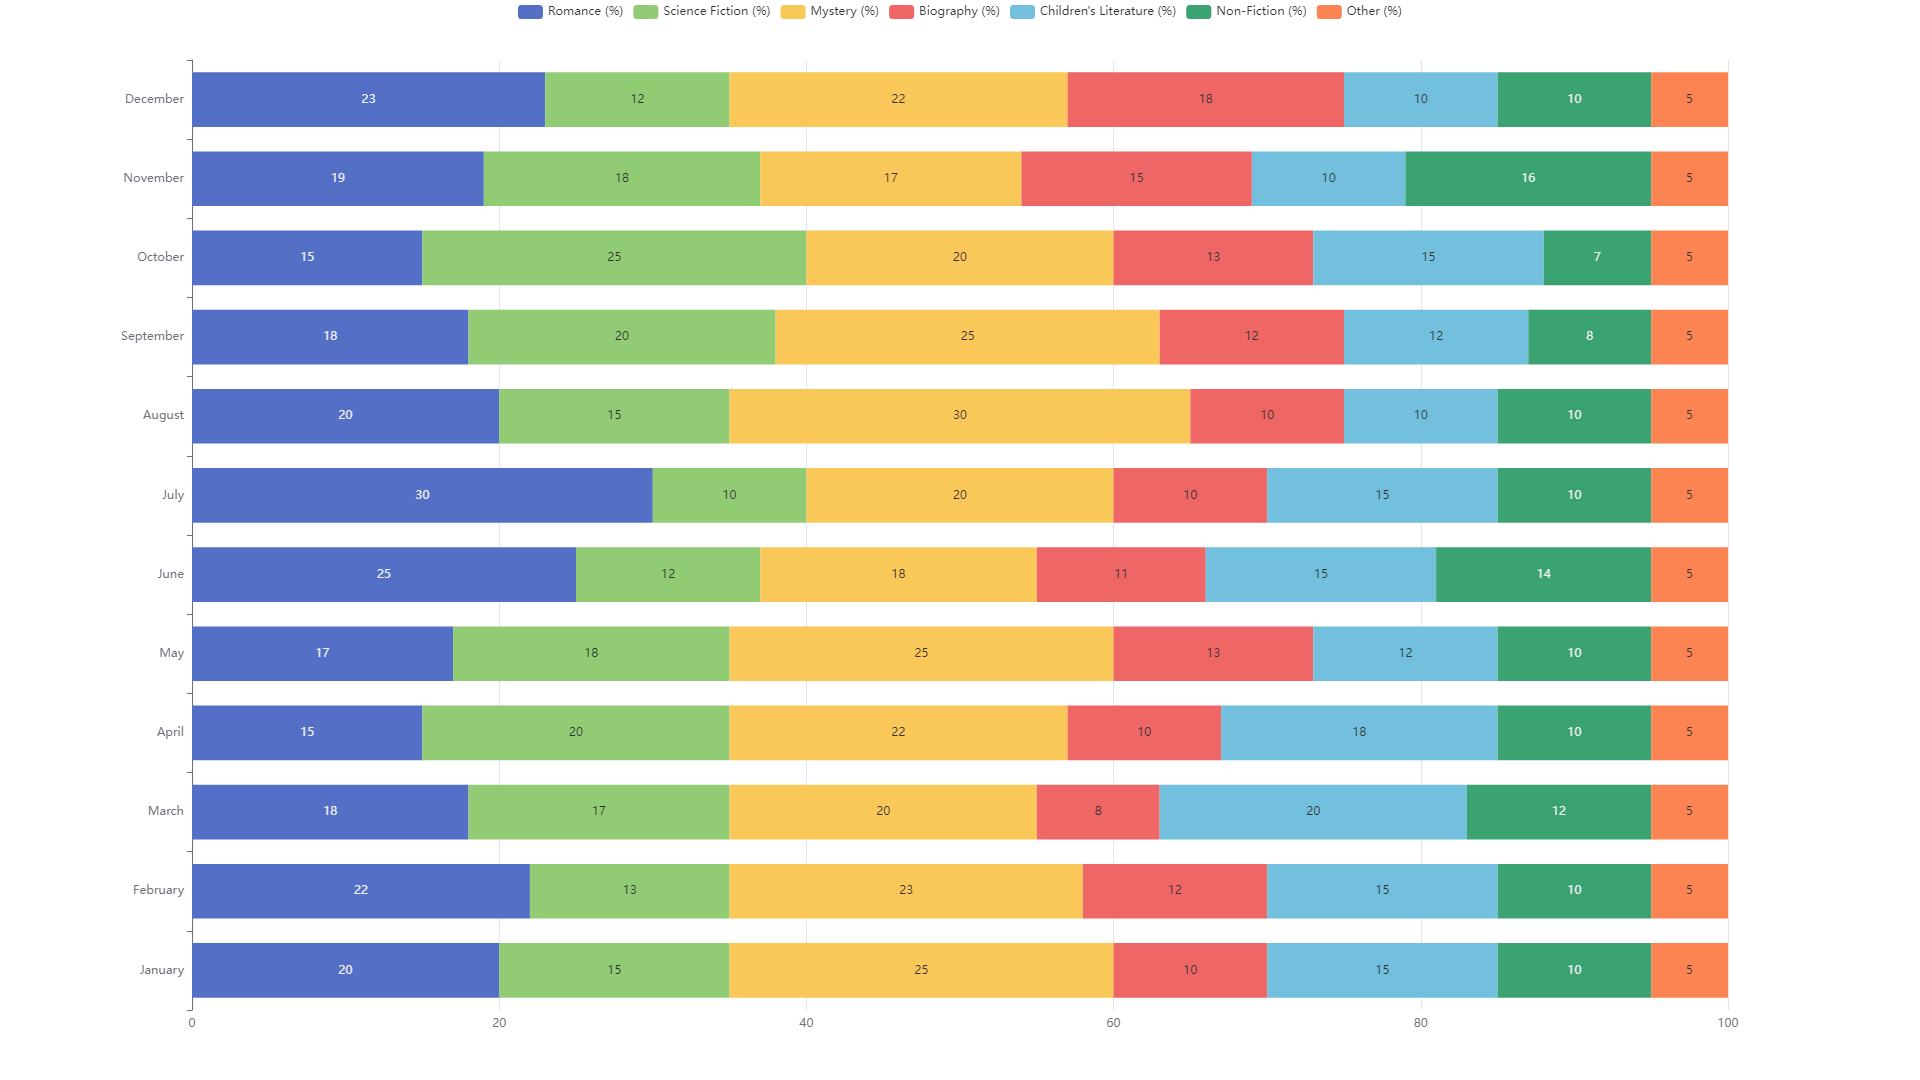 Romance (%) Science Fiction (%) Mystery (%) Biography (%) Children's Literature (%) Non-Fiction (%) Other (%)
December 23 12 22 18 10 10 5
November 19 18 17 15 10 16 5
October 15 25 20 13 15 7 5
September 18 20 25 12 12 8 5
August 20 15 30 10 10 10 5
July 30 10 20 10 15 10 5
June 25 12 18 11 15 14 5
May 17 18 25 13 12 10 5
April 15 20 22 10 18 10 5
March 18 17 20 8 20 12 5
February 22 13 23 12 15 10 5
January 20 15 25 10 15 10 5
0 20 40 60 80 100